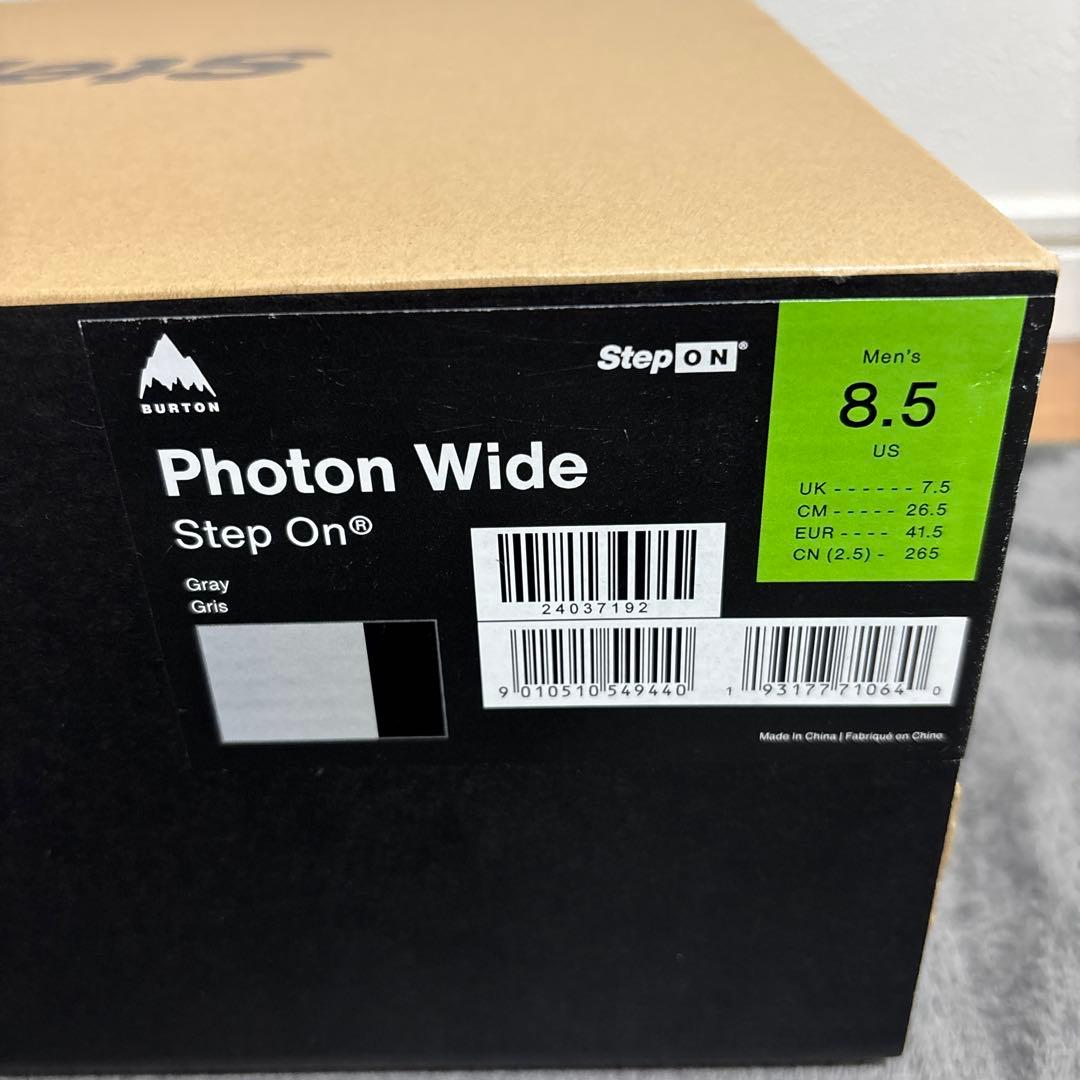 BURTON
StepON®
Photon Wide
Step On®
Gray
Gris
Men's
8.5
US
UK ------ 7.5
CM ----- 26.5
EUR ---- 41.5
CN (2.5) - 265
24037192
9 010510 549440
1 93177 71064 0
Made in China | Fabriqué en Chine